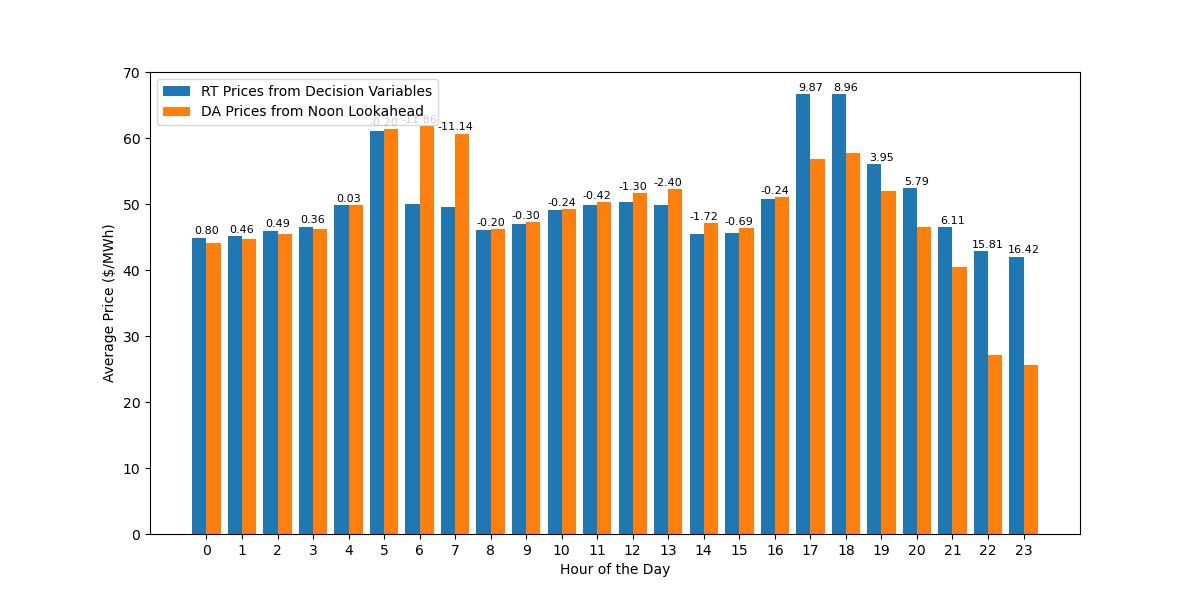 70
60
50
40
30
20
10
0
Average Price ($/MWh)
RT Prices from Decision Variables
DA Prices from Noon Lookahead
0.80 0.46 0.49 0.36 0.03 -0.20 -11.86 -11.14 -0.20 -0.30 -0.24 -0.42 -1.30 -2.40 -1.72 -0.69 -0.24 9.87 8.96 3.95 5.79 6.11 15.81 16.42
0 1 2 3 4 5 6 7 8 9 10 11 12 13 14 15 16 17 18 19 20 21 22 23
Hour of the Day